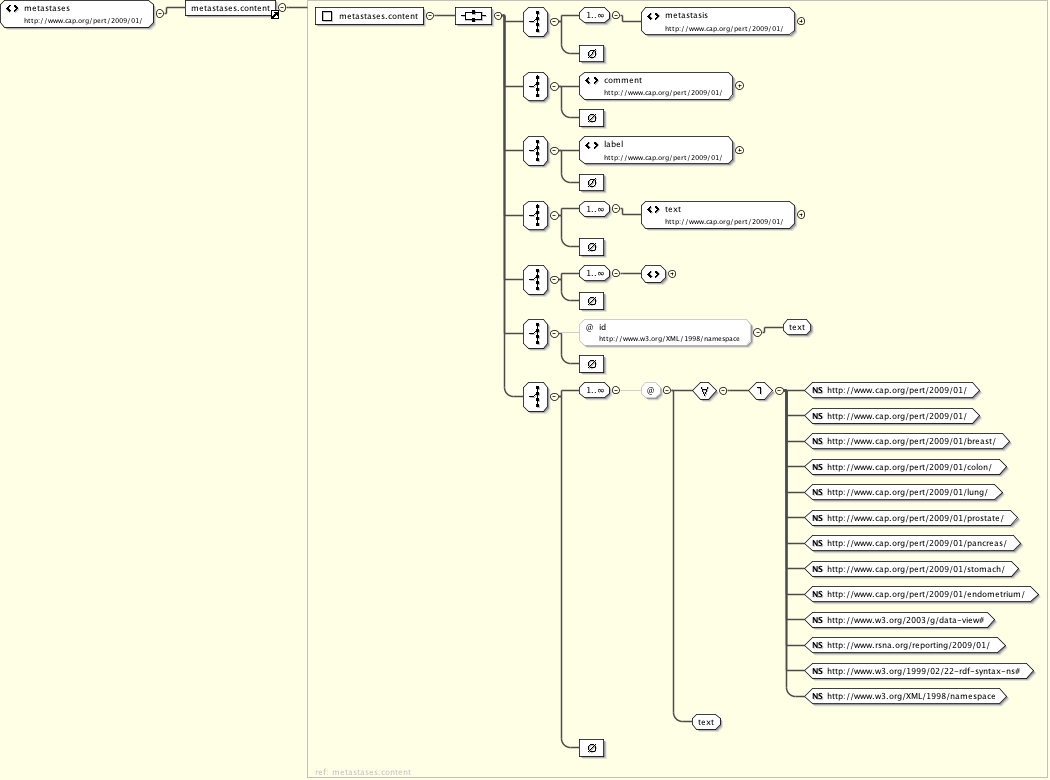 metastases
http://www.cap.org/pert/2009/01/
metastases.content
metastases.content
1..∞
metastasis
http://www.cap.org/pert/2009/01/
Ø
comment
http://www.cap.org/pert/2009/01/
Ø
label
http://www.cap.org/pert/2009/01/
Ø
1..∞
text
http://www.cap.org/pert/2009/01/
Ø
1..∞
Ø
@ id
http://www.w3.org/XML/1998/namespace
text
Ø
1..∞
@
∀
NS http://www.cap.org/pert/2009/01/
NS http://www.cap.org/pert/2009/01/
NS http://www.cap.org/pert/2009/01/breast/
NS http://www.cap.org/pert/2009/01/colon/
NS http://www.cap.org/pert/2009/01/lung/
NS http://www.cap.org/pert/2009/01/prostate/
NS http://www.cap.org/pert/2009/01/pancreas/
NS http://www.cap.org/pert/2009/01/stomach/
NS http://www.cap.org/pert/2009/01/endometrium/
NS http://www.w3.org/2003/g/data-view#
NS http://www.rsna.org/reporting/2009/01/
NS http://www.w3.org/1999/02/22-rdf-syntax-ns#
NS http://www.w3.org/XML/1998/namespace
text
Ø
ref: metastases.content